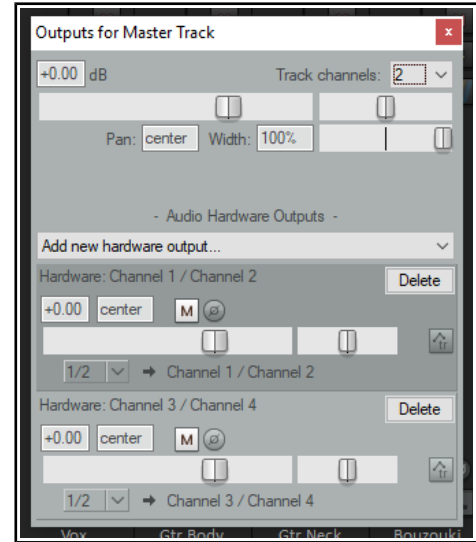 Outputs for Master Track
x
+0.00 dB Track channels: 2
Pan: center Width: 100%
- Audio Hardware Outputs -
Add new hardware output...
Hardware: Channel 1 / Channel 2
Delete
+0.00 center M ø
tr
1/2 → Channel 1 / Channel 2
Hardware: Channel 3 / Channel 4
Delete
+0.00 center M ø
tr
1/2 → Channel 3 / Channel 4
Vox Gtr Body Gtr Neck Bouzouki